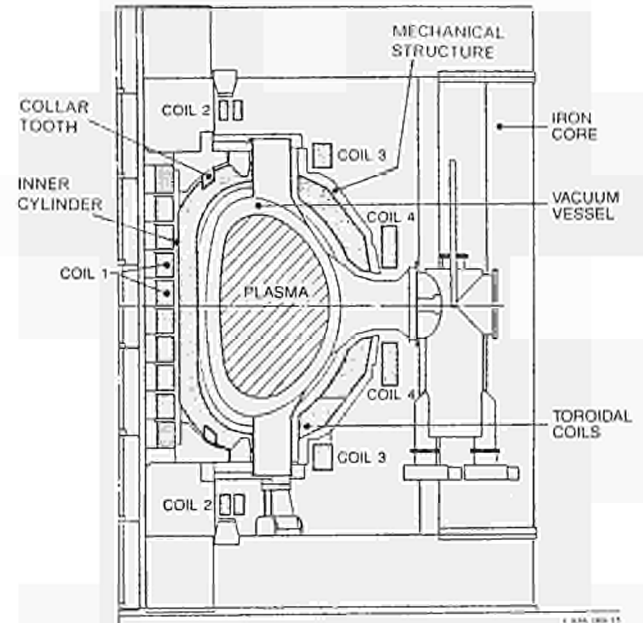 MECHANICAL
STRUCTURE
COIL 2
COLLAR
TOOTH
COIL 3
IRON
CORE
INNER
CYLINDER
VACUUM
VESSEL
COIL 4
COIL 1
PLASMA
COIL 4
TOROIDAL
COILS
COIL 3
COIL 2